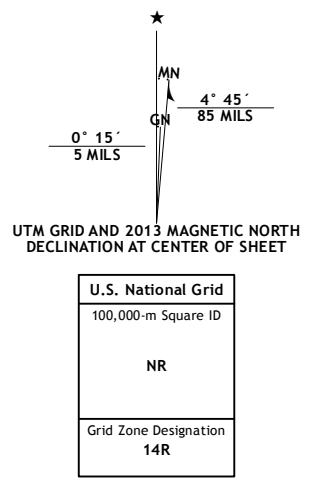 ★
MN
4° 45´
85 MILS
GN
0° 15´
5 MILS
UTM GRID AND 2013 MAGNETIC NORTH
DECLINATION AT CENTER OF SHEET
U.S. National Grid
100,000-m Square ID
NR
Grid Zone Designation
14R